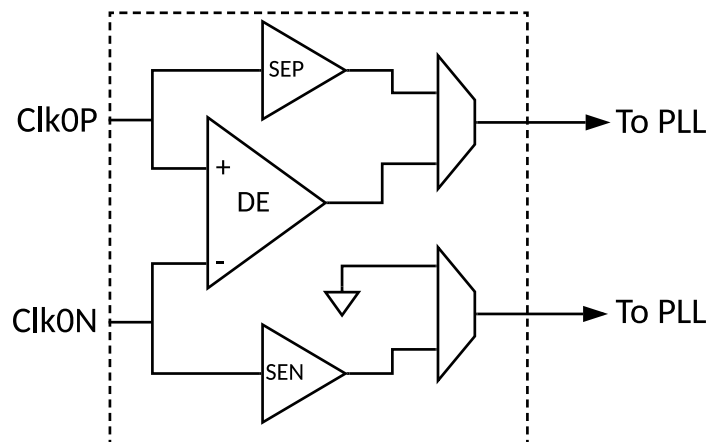 SEP
Clk0P
To PLL
+
DE
-
Clk0N
To PLL
SEN